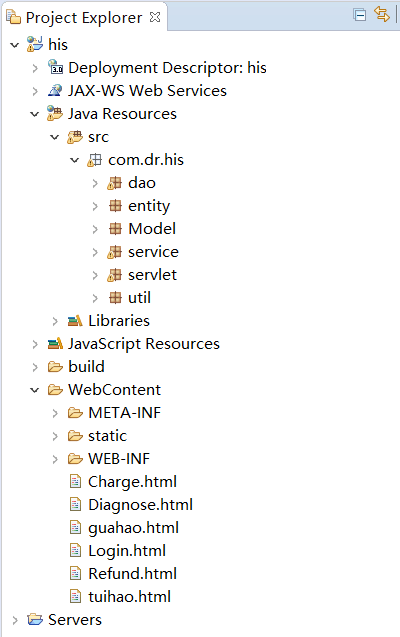 Project Explorer
his
3.0 Deployment Descriptor: his
JAX-WS Web Services
Java Resources
src
com.dr.his
dao
entity
Model
service
servlet
util
Libraries
JavaScript Resources
build
WebContent
META-INF
static
WEB-INF
Charge.html
Diagnose.html
guahao.html
Login.html
Refund.html
tuihao.html
Servers